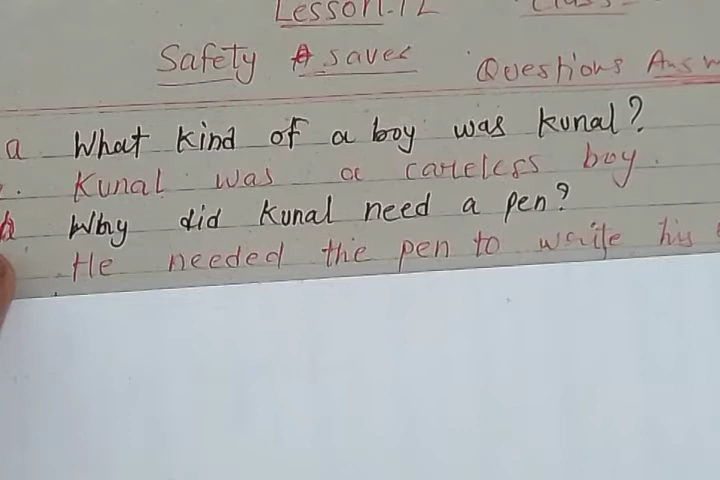 Lesson-12
Safety saves Questions
a What kind of a boy was kunal?
Kunal was a careless boy.
Why did kunal need a pen?
He needed the pen to write his